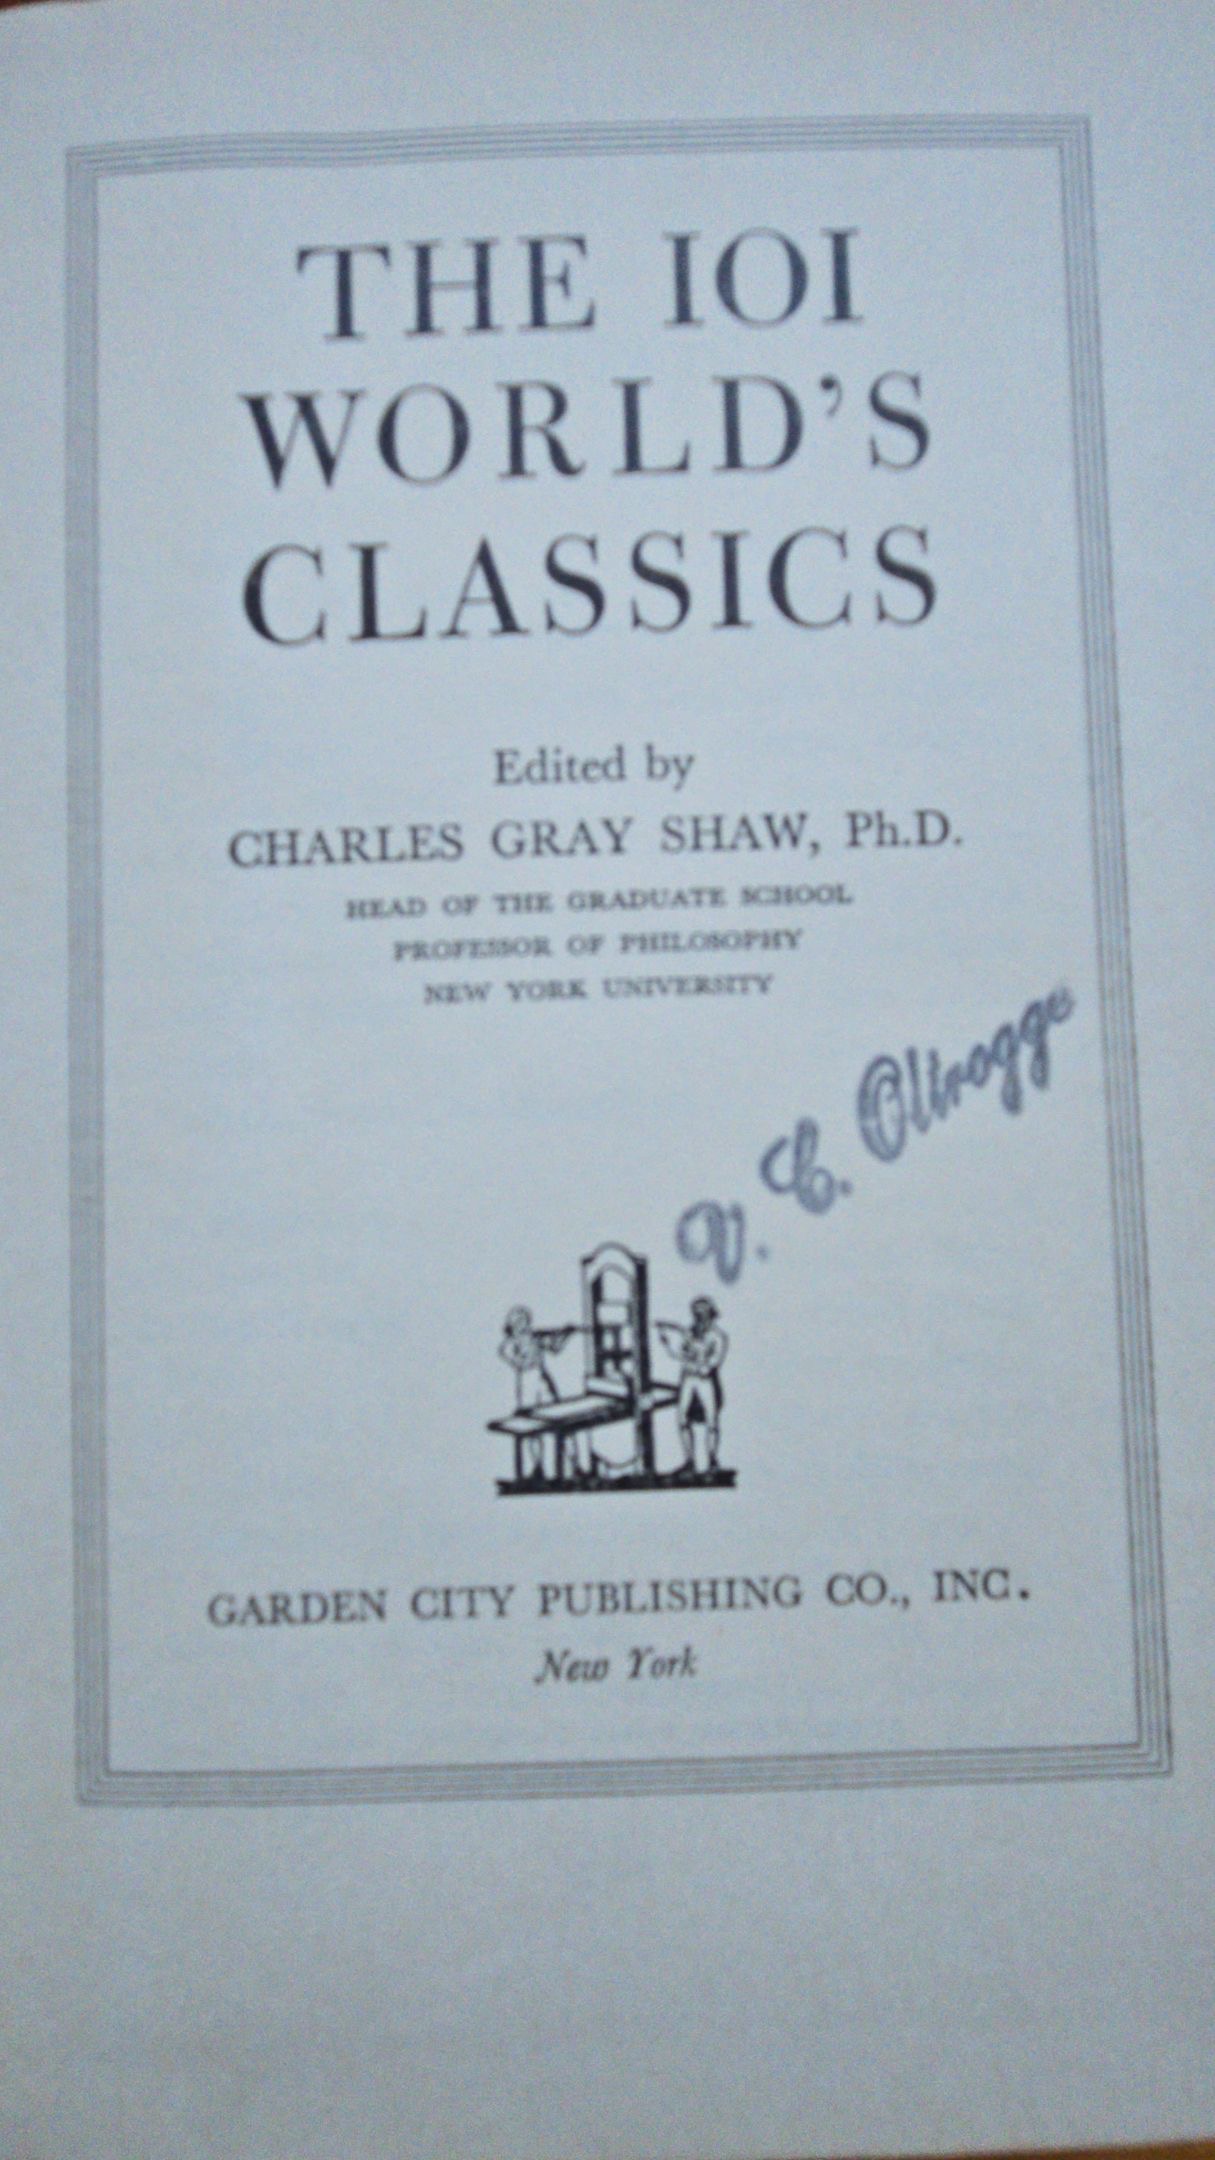 THE 101
WORLD'S
CLASSICS
Edited by
CHARLES GRAY SHAW, Ph.D.
HEAD OF THE GRADUATE SCHOOL
PROFESSOR OF PHILOSOPHY
NEW YORK UNIVERSITY
V. C. Oltrogge
GARDEN CITY PUBLISHING CO., INC.
New York